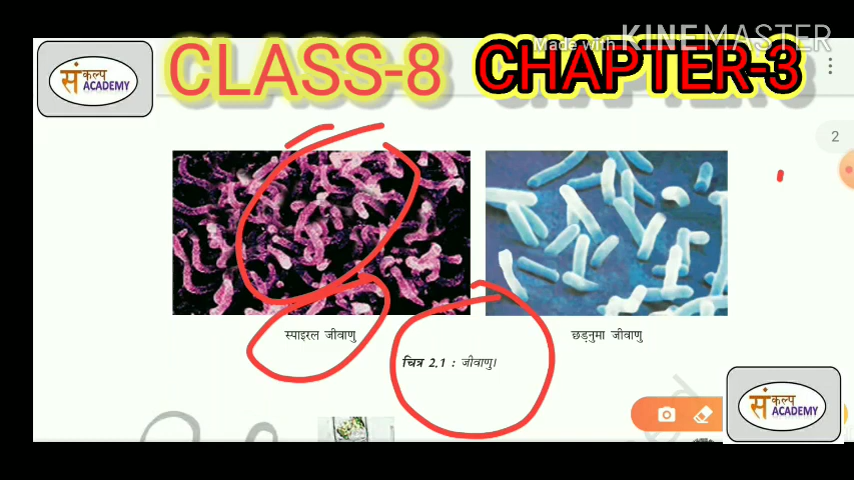 Made with KINEMASTER
संकल्प ACADEMY
CLASS-8 CHAPTER-3
2
स्पाइरल जीवाणु
छड़नुमा जीवाणु
चित्र 2.1 : जीवाणु।
संकल्प ACADEMY